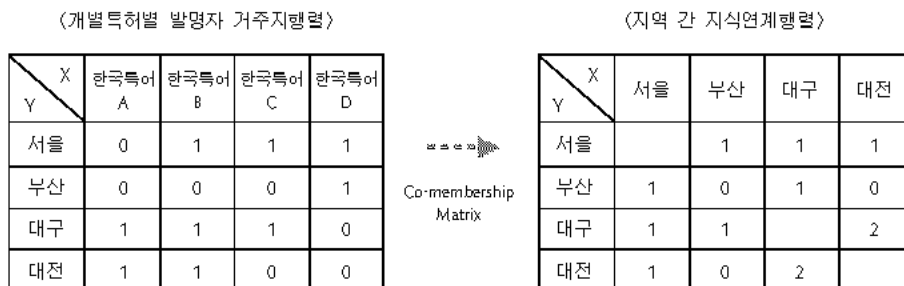 〈개별특허별 발명자 거주지행렬〉
〈지역 간 지식연계행렬〉
X
Y
한국특어 A
한국특어 B
한국특어 C
한국특어 D
서울 0 1 1 1
부산 0 0 0 1
대구 1 1 1 0
대전 1 1 0 0
Co-membership
Matrix
X
Y
서울 부산 대구 대전
서울 1 1 1
부산 1 0 1 0
대구 1 1 2
대전 1 0 2